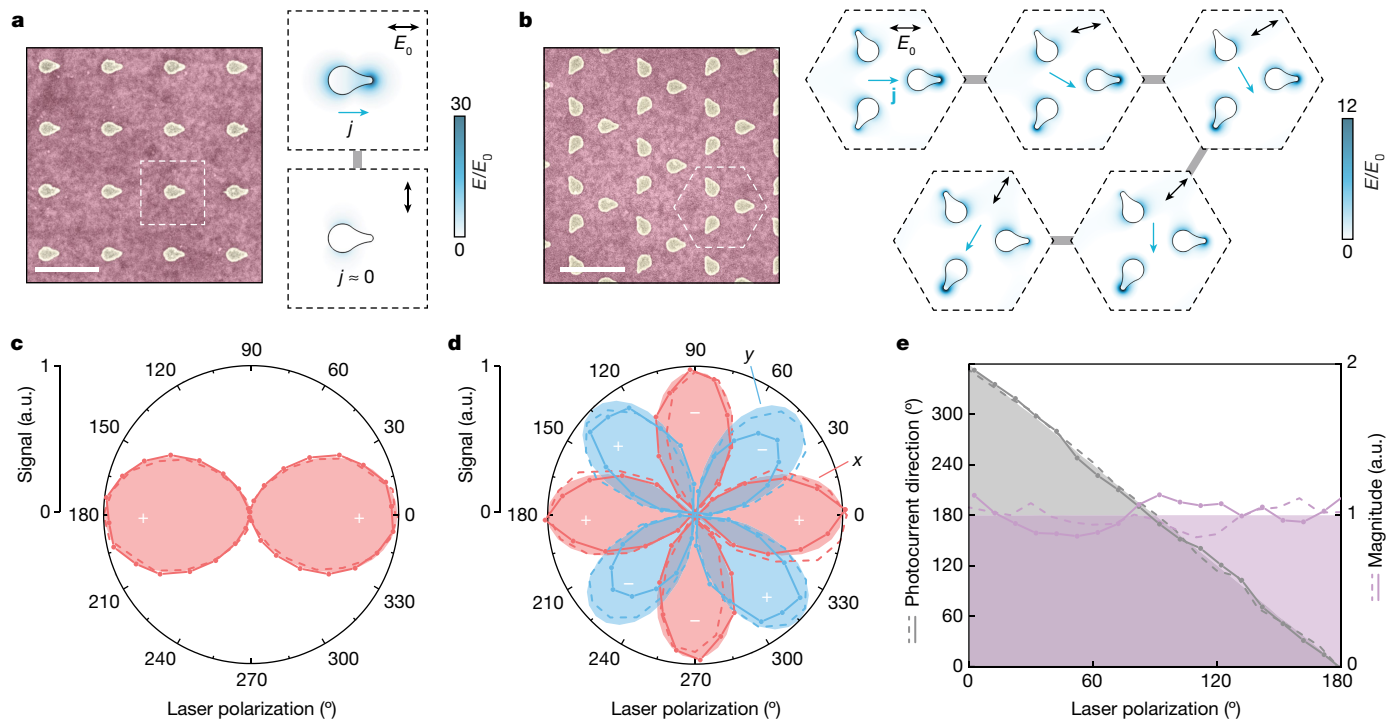 a
E0
j
30
E/E0
0
j ≈ 0
b
E0
j
12
E/E0
0
c
1
Signal (a.u.)
0
90
120
60
150
30
180
0
210
330
240
300
270
+
+
Laser polarization (º)
d
1
Signal (a.u.)
0
y
x
90
120
60
150
30
180
0
210
330
240
300
270
−
+
−
+
+
−
+
−
Laser polarization (º)
e
Photocurrent direction (º)
300
240
180
120
60
0
2
1
0
Magnitude (a.u.)
0
60
120
180
Laser polarization (º)